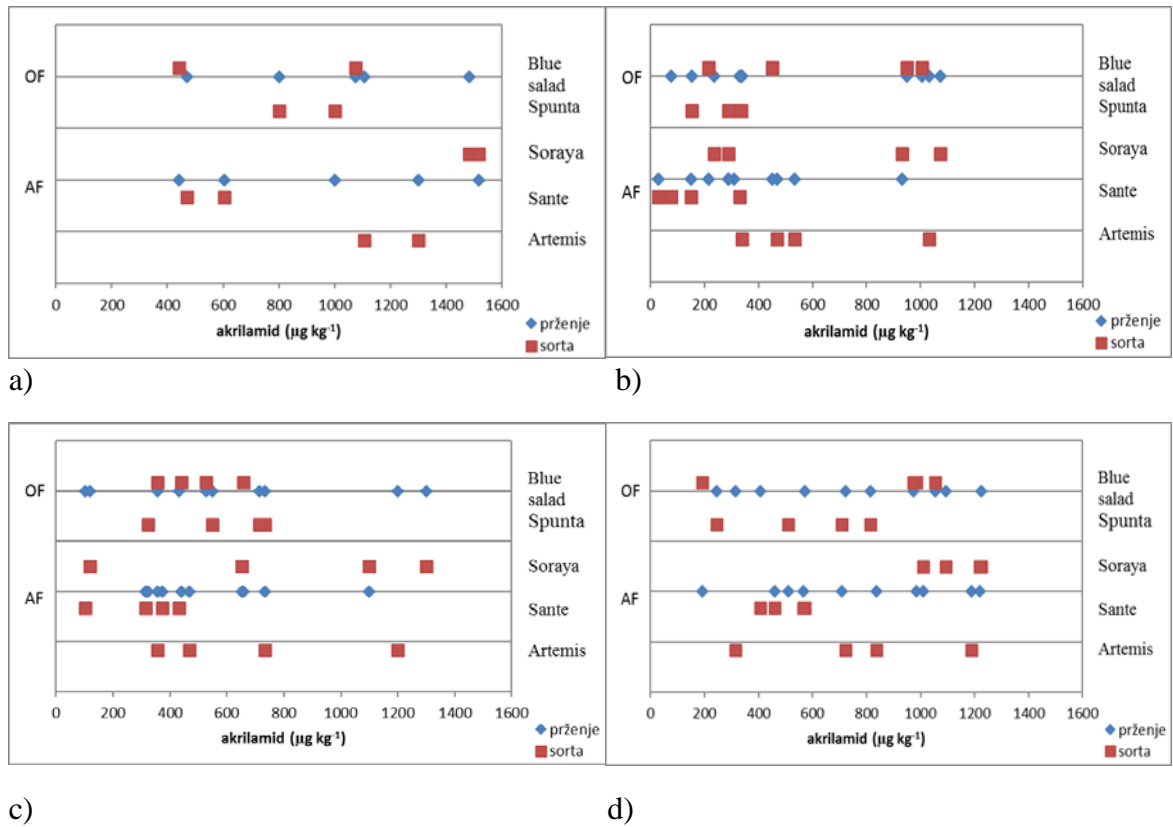 OF
AF
Blue
salad
Spunta
Soraya
Sante
Artemis
0 200 400 600 800 1000 1200 1400 1600
akrilamid (µg kg⁻¹)
prženje
sorta
a)
OF
AF
Blue
salad
Spunta
Soraya
Sante
Artemis
0 200 400 600 800 1000 1200 1400 1600
akrilamid (µg kg⁻¹)
prženje
sorta
b)
OF
AF
Blue
salad
Spunta
Soraya
Sante
Artemis
0 200 400 600 800 1000 1200 1400 1600
akrilamid (µg kg⁻¹)
prženje
sorta
c)
OF
AF
Blue
salad
Spunta
Soraya
Sante
Artemis
0 200 400 600 800 1000 1200 1400 1600
akrilamid (µg kg⁻¹)
prženje
sorta
d)